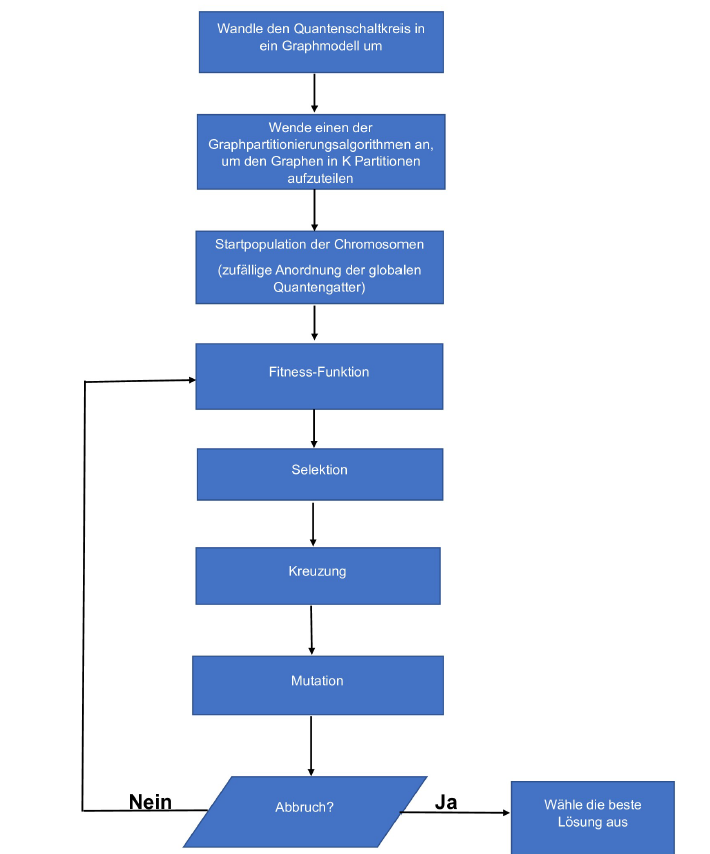 Wandle den Quantenschaltkreis in
ein Graphmodell um
Wende einen der
Graphpartitionierungsalgorithmen an,
um den Graphen in K Partitionen
aufzuteilen
Startpopulation der Chromosomen
(zufällige Anordnung der globalen
Quantengatter)
Fitness-Funktion
Selektion
Kreuzung
Mutation
Abbruch?
Nein
Ja
Wähle die beste
Lösung aus